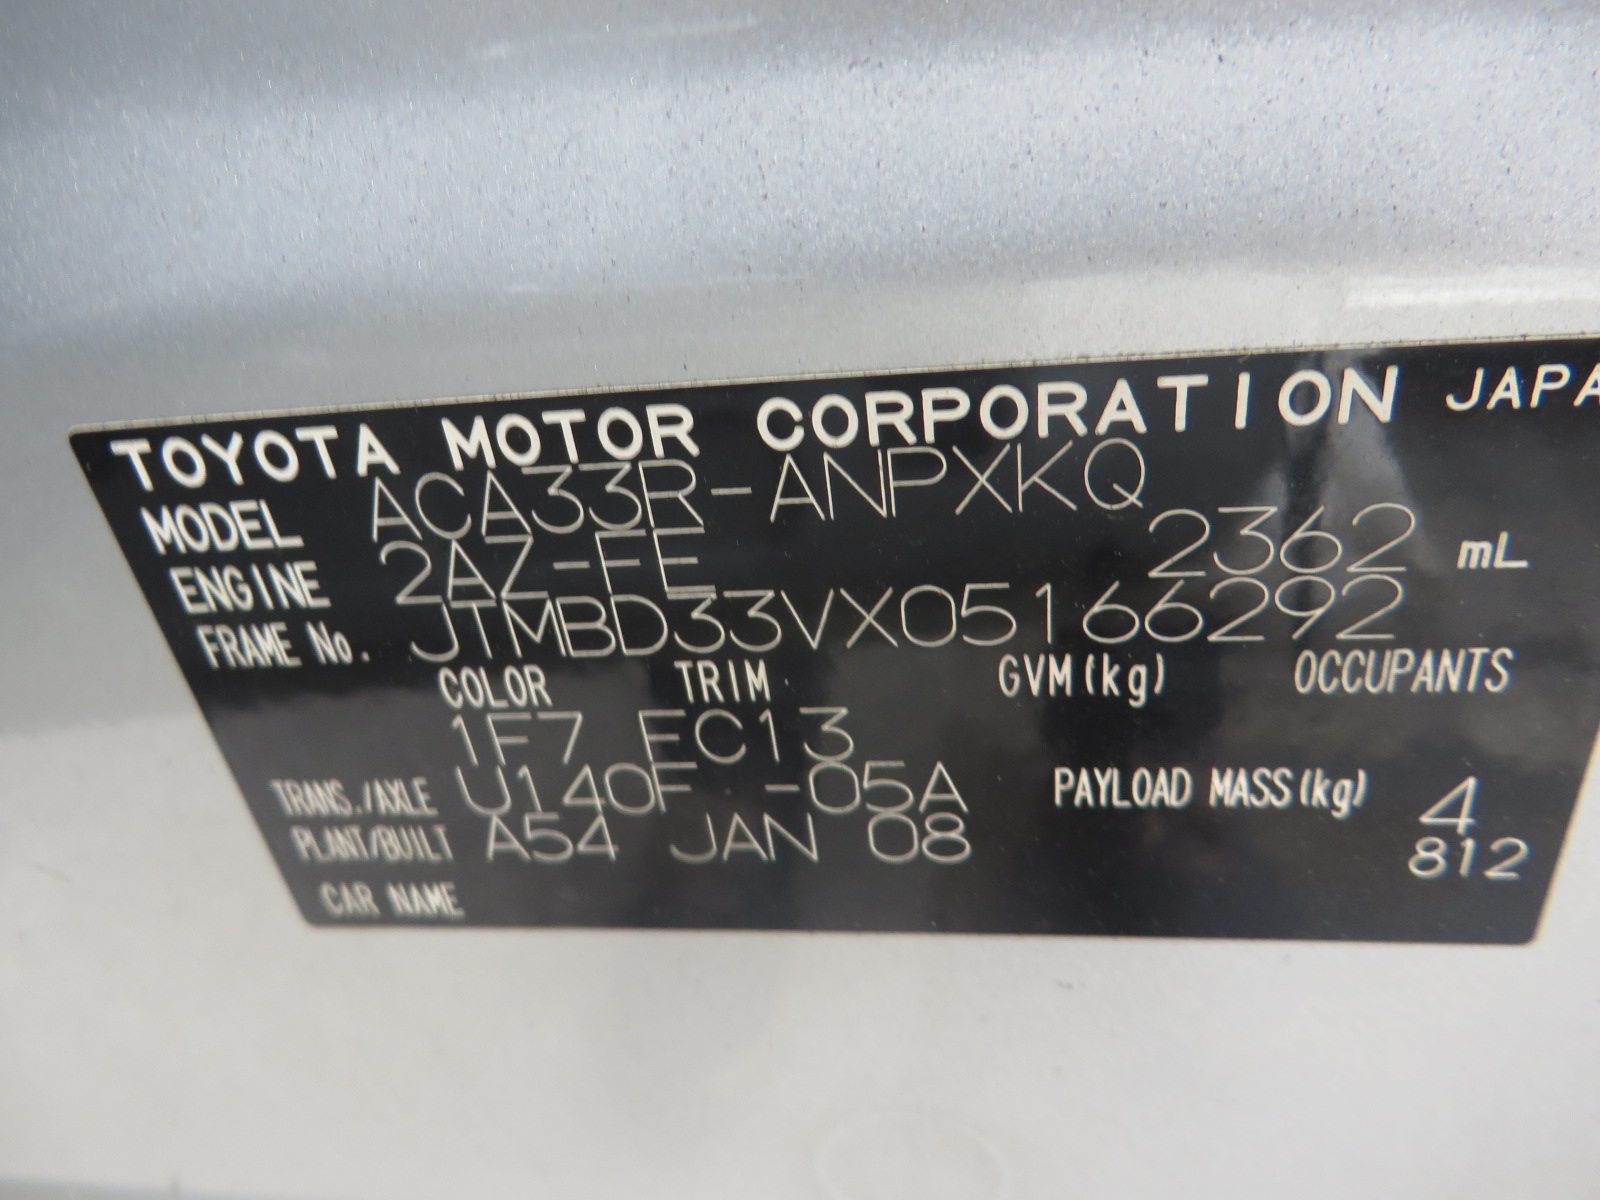 TOYOTA MOTOR CORPORATION JAPA
MODEL ACA33R-ANPXKQ
ENGINE 2AZ-FE 2362 mL
FRAME No. JTMBD33VX05166292
COLOR TRIM GVM(kg) OCCUPANTS
1F7 FC13
TRANS./AXLE U140F -05A PAYLOAD MASS(kg) 4
PLANT/BUILT A54 JAN 08 812
CAR NAME